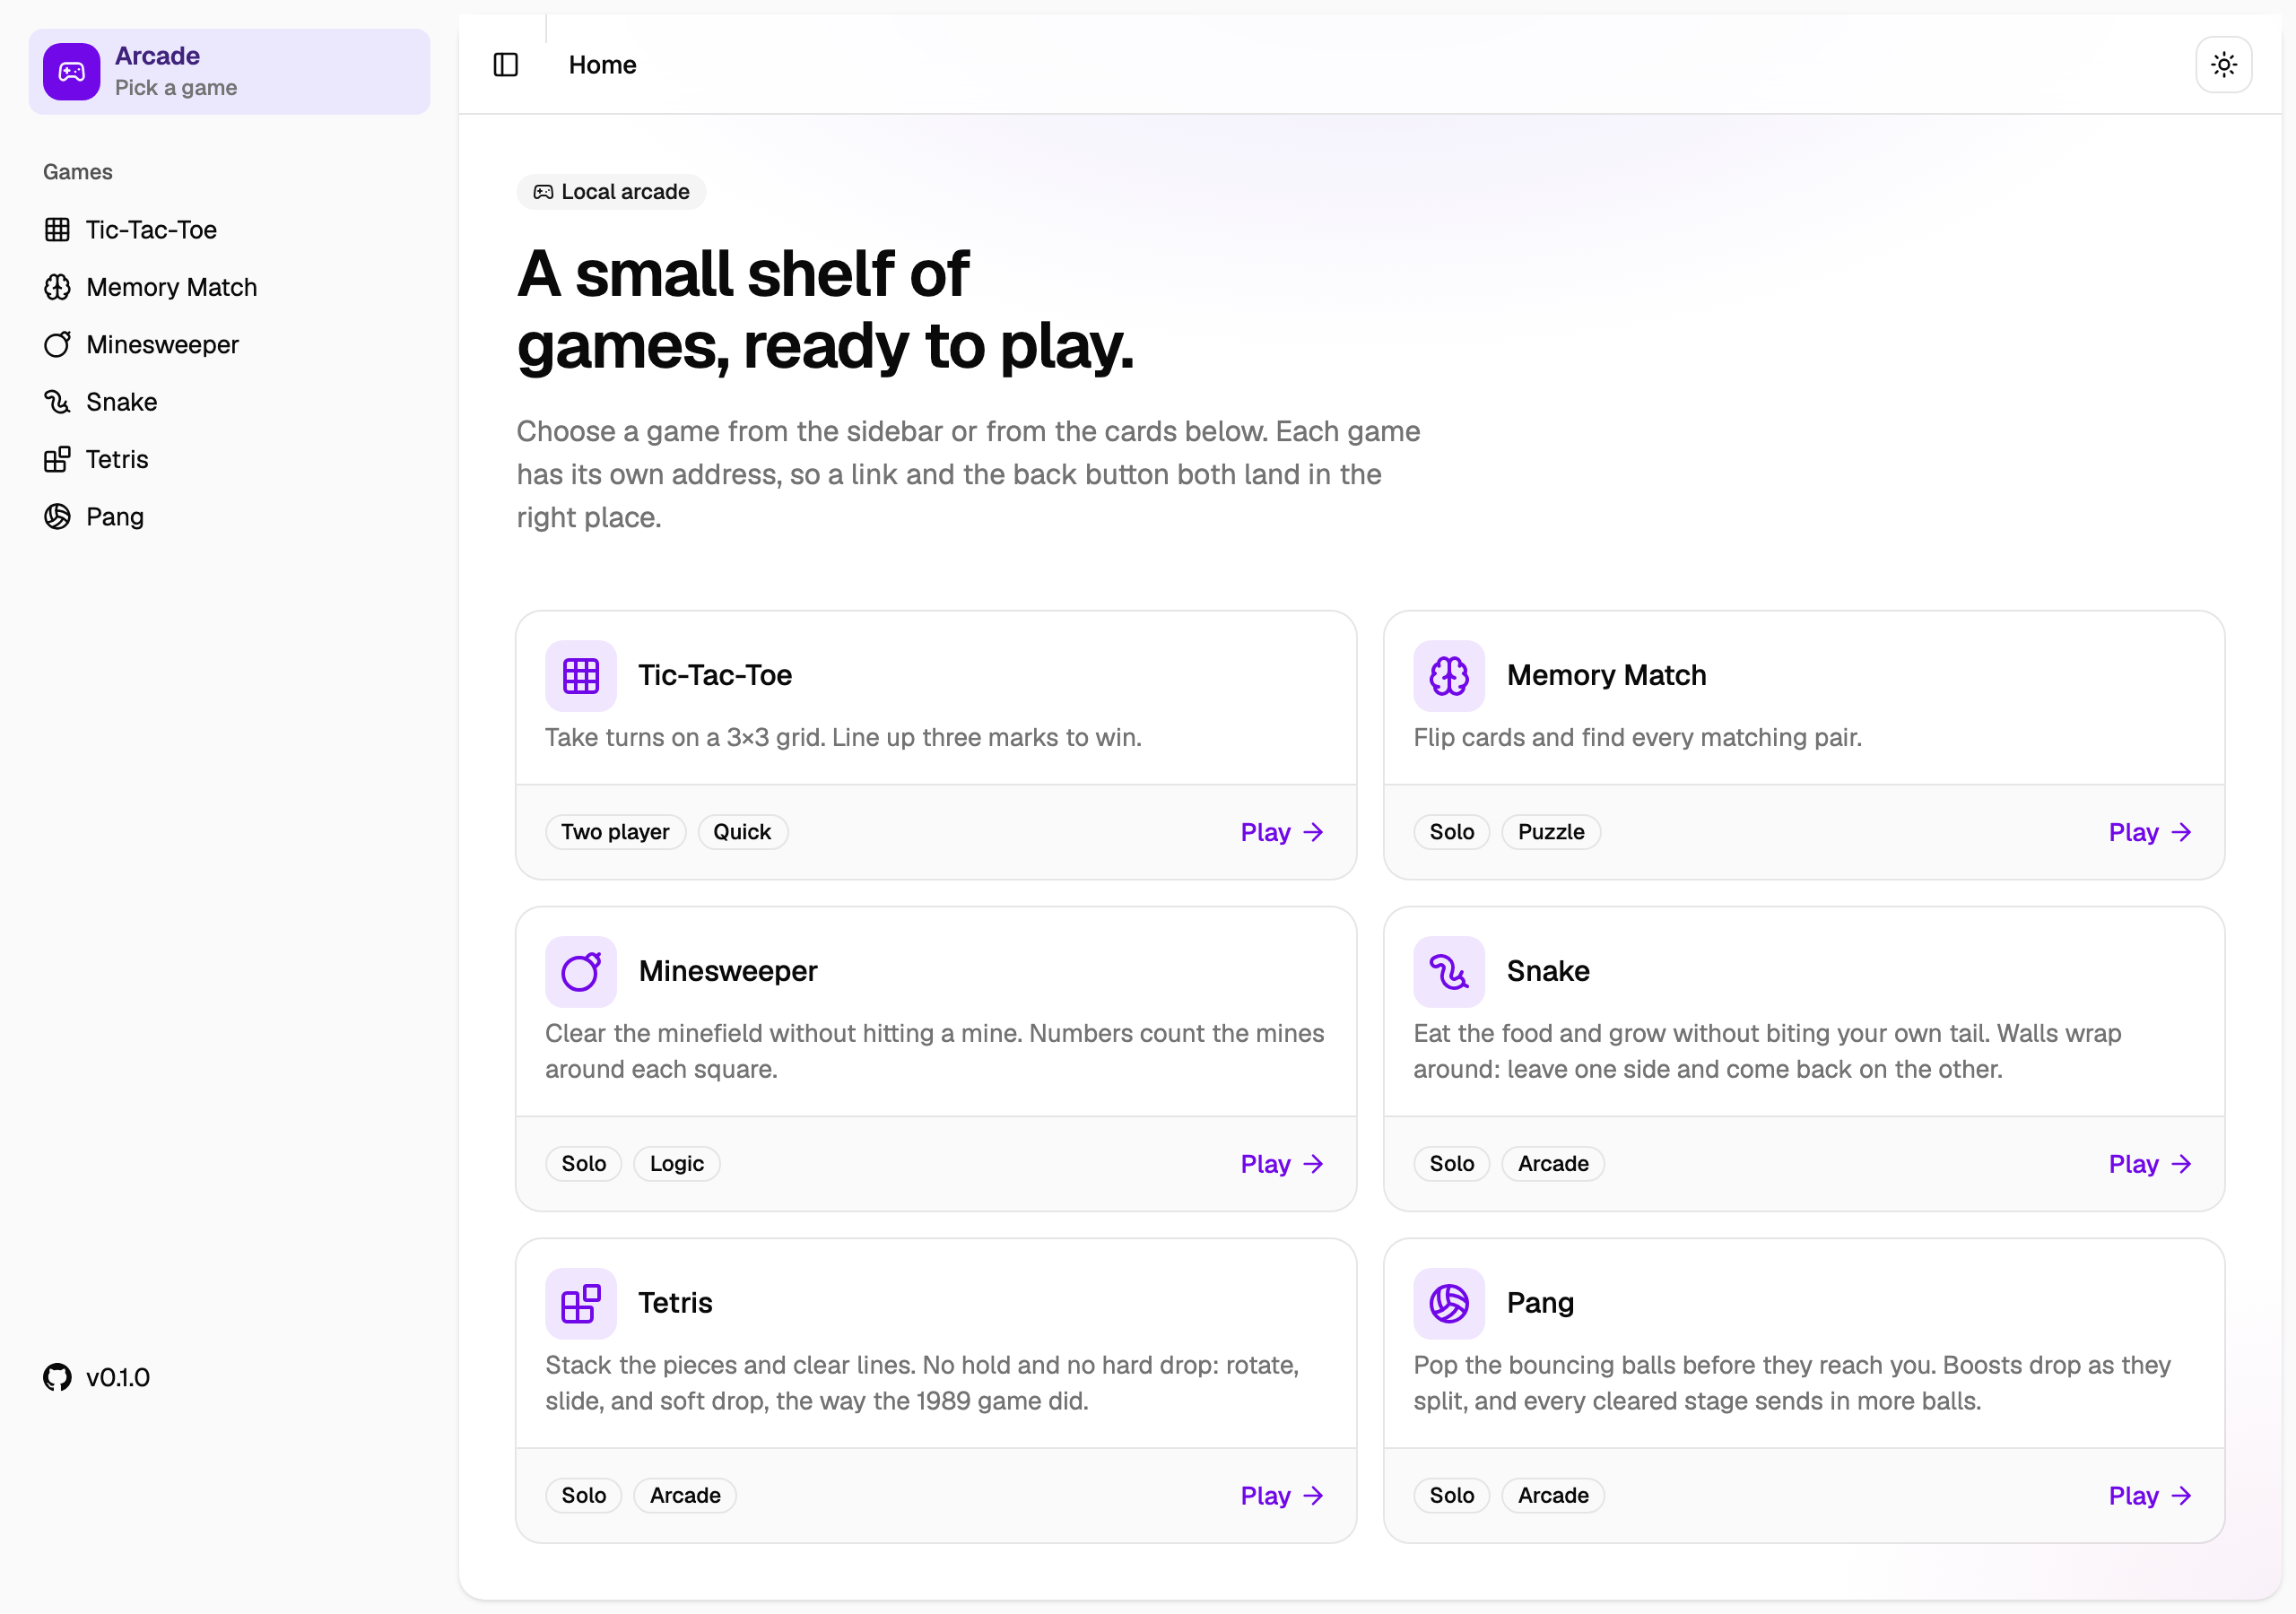 Arcade
Pick a game
Games
Tic-Tac-Toe
Memory Match
Minesweeper
Snake
Tetris
Pang
v0.1.0
Home
Local arcade
A small shelf of
games, ready to play.
Choose a game from the sidebar or from the cards below. Each game
has its own address, so a link and the back button both land in the
right place.
Tic-Tac-Toe
Take turns on a 3×3 grid. Line up three marks to win.
Two player
Quick
Play
Memory Match
Flip cards and find every matching pair.
Solo
Puzzle
Play
Minesweeper
Clear the minefield without hitting a mine. Numbers count the mines
around each square.
Solo
Logic
Play
Snake
Eat the food and grow without biting your own tail. Walls wrap
around: leave one side and come back on the other.
Solo
Arcade
Play
Tetris
Stack the pieces and clear lines. No hold and no hard drop: rotate,
slide, and soft drop, the way the 1989 game did.
Solo
Arcade
Play
Pang
Pop the bouncing balls before they reach you. Boosts drop as they
split, and every cleared stage sends in more balls.
Solo
Arcade
Play